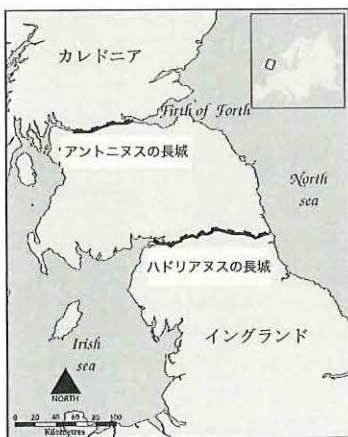 カレドニア
Firth of Forth
アントニヌスの長城
North
sea
ハドリアヌスの長城
イングランド
Irish
sea
NORTH
0 20 40 60 80 100
Kilometres